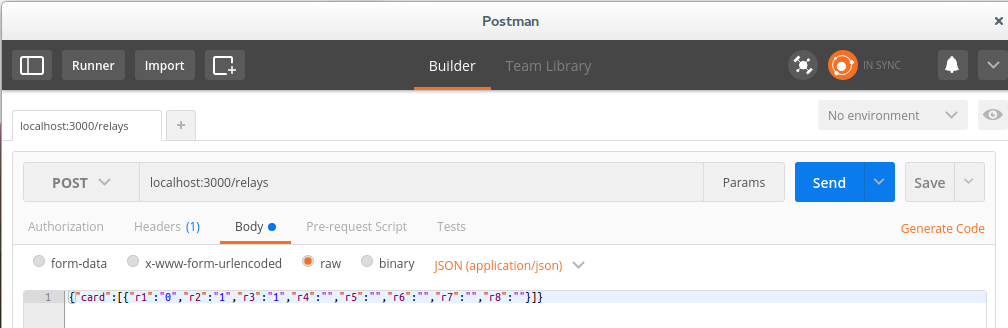 Postman
Runner Import Builder Team Library IN SYNC
localhost:3000/relays + No environment
POST localhost:3000/relays Params Send Save
Authorization Headers (1) Body Pre-request Script Tests Generate Code
form-data x-www-form-urlencoded raw binary JSON (application/json)
1 {"card":[{"r1":"0","r2":"1","r3":"1","r4":"","r5":"","r6":"","r7":"","r8":""}]}